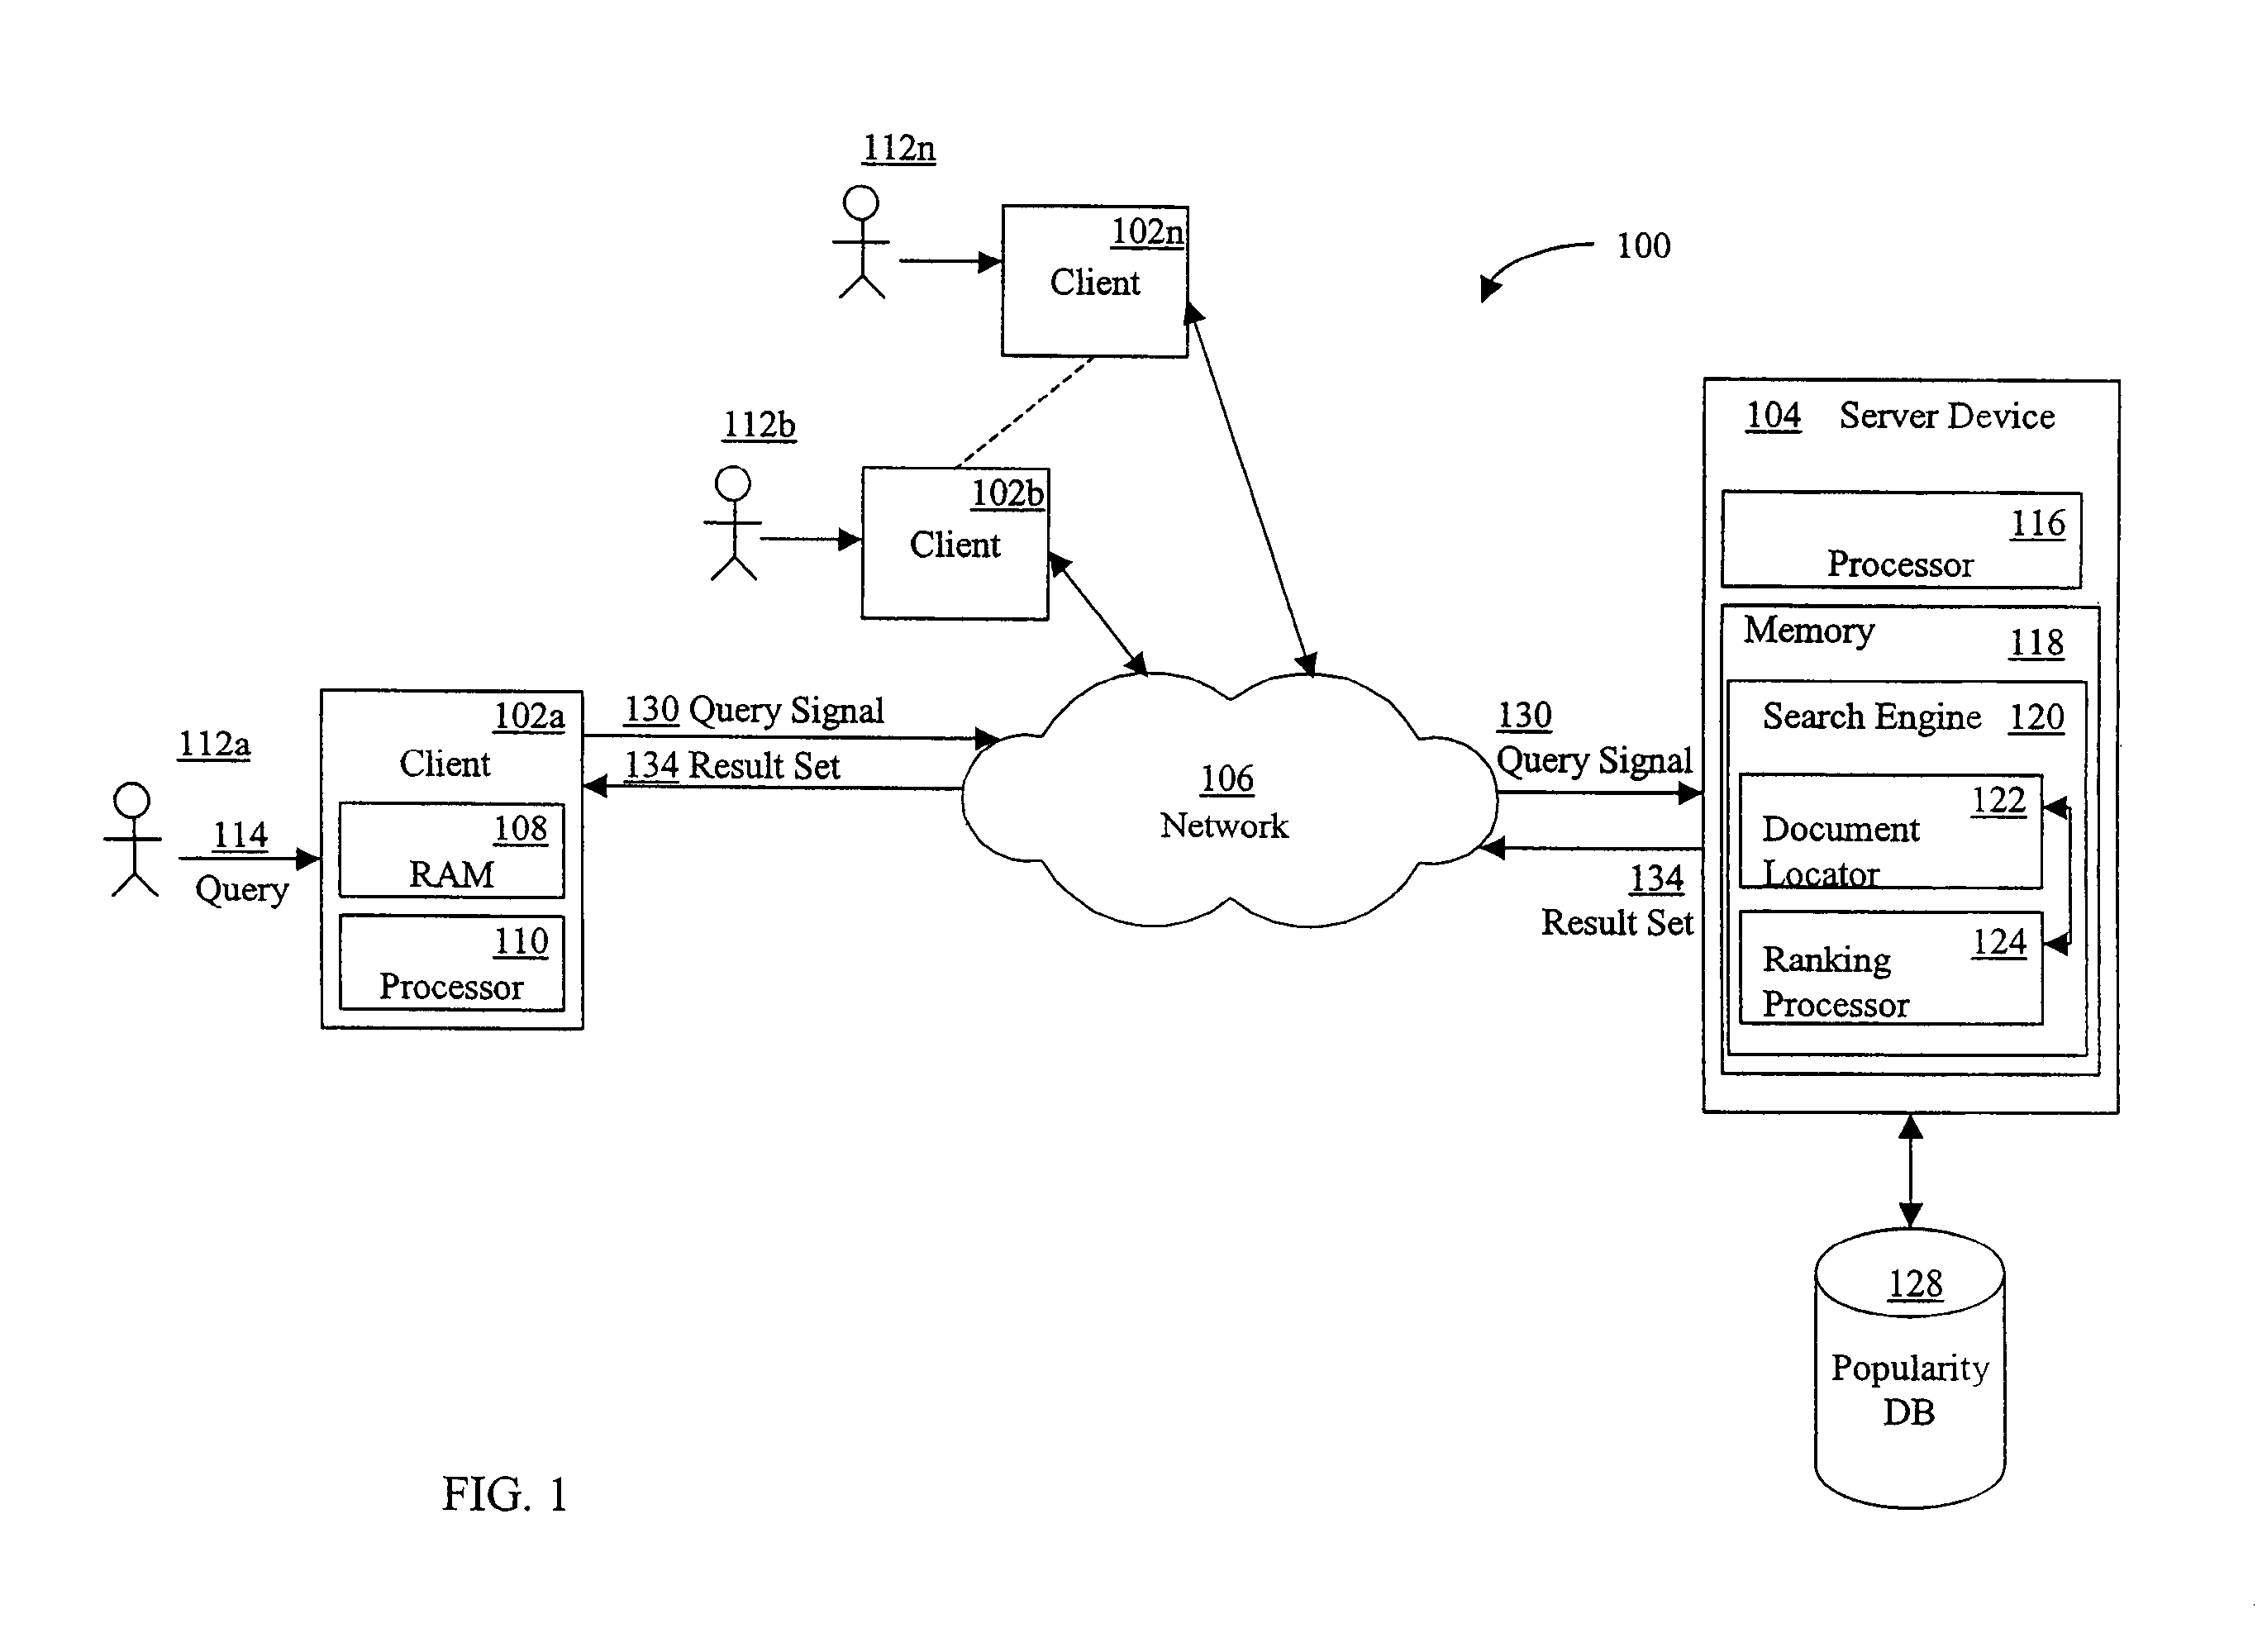 112n
102n
Client
100
112b
102b
Client
104 Server Device
116
Processor
Memory
118
Search Engine 120
122
Document
Locator
124
Ranking
Processor
112a
114
Query
102a
Client
108
RAM
110
Processor
130 Query Signal
134 Result Set
106
Network
130
Query Signal
134
Result Set
128
Popularity
DB
FIG. 1